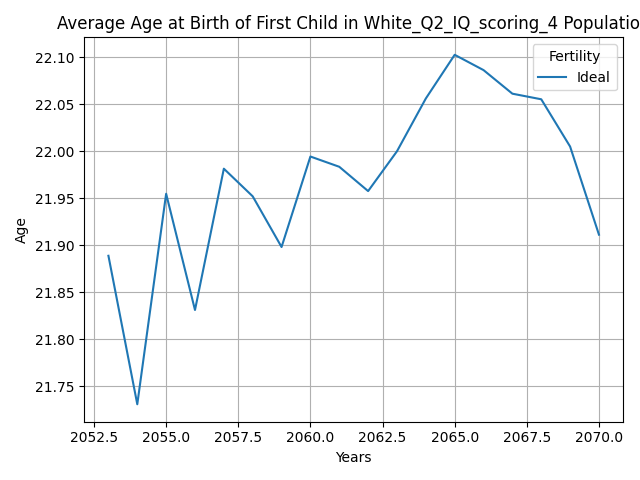 Average Age at Birth of First Child in White_Q2_IQ_scoring_4 Populatio
22.10
22.05
22.00
21.95
21.90
21.85
21.80
21.75
Age
Fertility
Ideal
2052.5 2055.0 2057.5 2060.0 2062.5 2065.0 2067.5 2070.0
Years